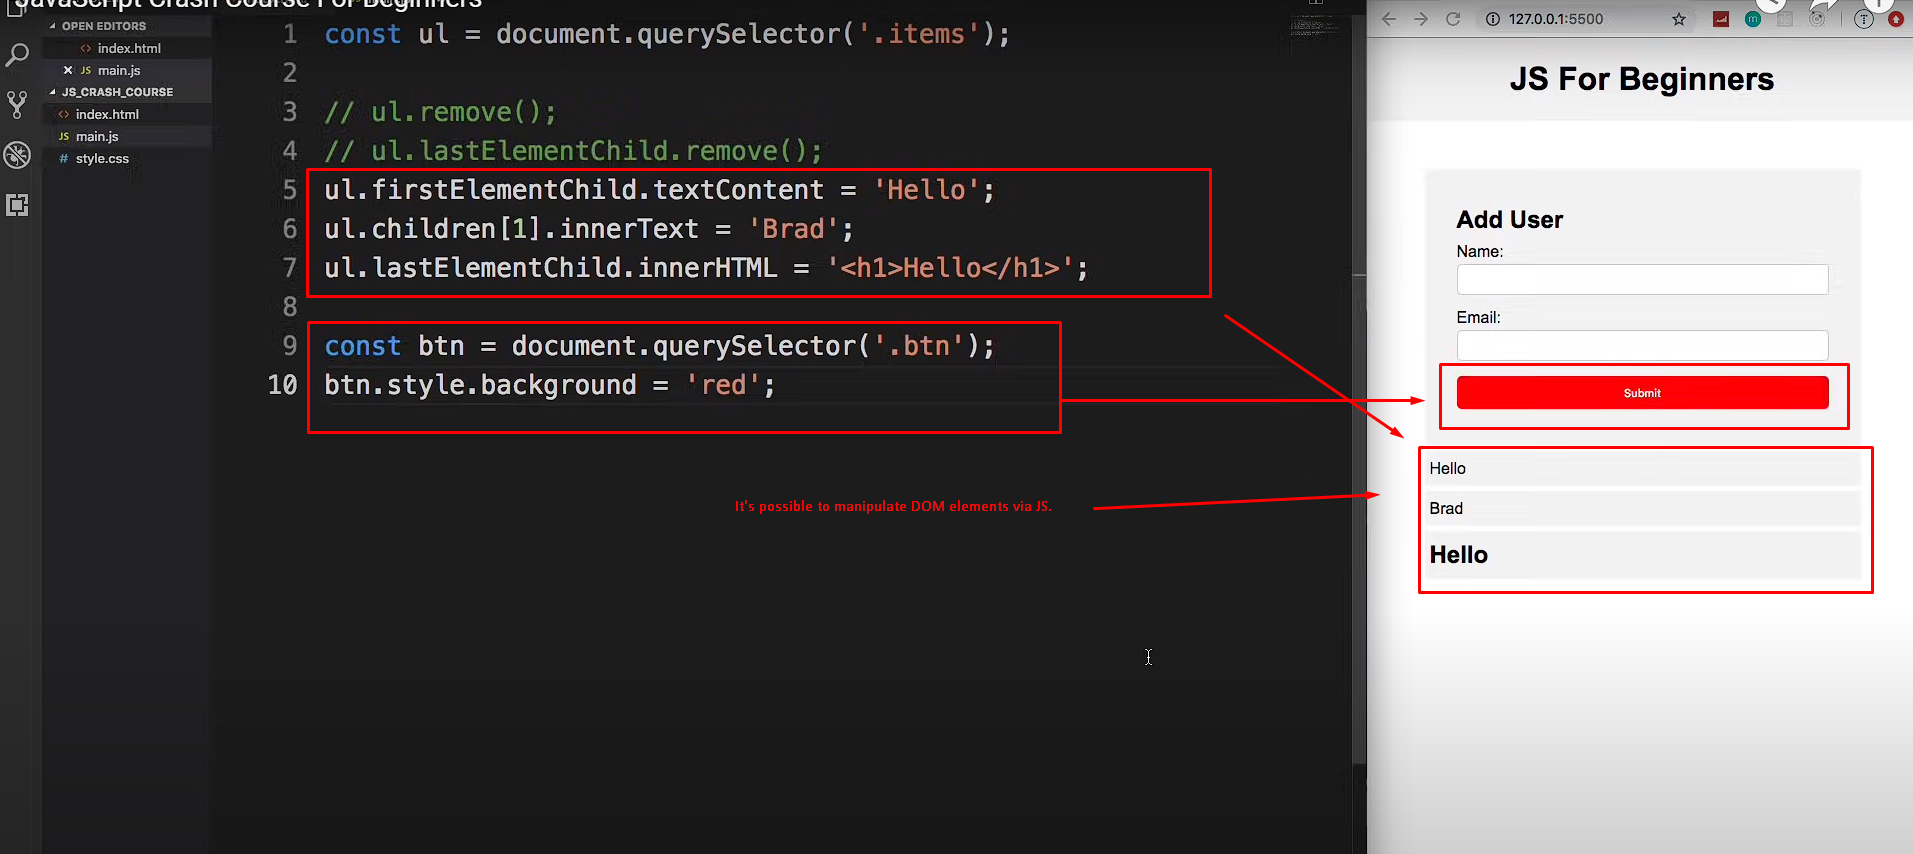 JavaScript Crash Course For Beginners
OPEN EDITORS
index.html
JS main.js
JS_CRASH_COURSE
index.html
JS main.js
# style.css
1 const ul = document.querySelector('.items');
2
3 // ul.remove();
4 // ul.lastElementChild.remove();
5 ul.firstElementChild.textContent = 'Hello';
6 ul.children[1].innerText = 'Brad';
7 ul.lastElementChild.innerHTML = '<h1>Hello</h1>';
8
9 const btn = document.querySelector('.btn');
10 btn.style.background = 'red';
It's possible to manipulate DOM elements via JS.
127.0.0.1:5500
JS For Beginners
Add User
Name:
Email:
Submit
Hello
Brad
Hello